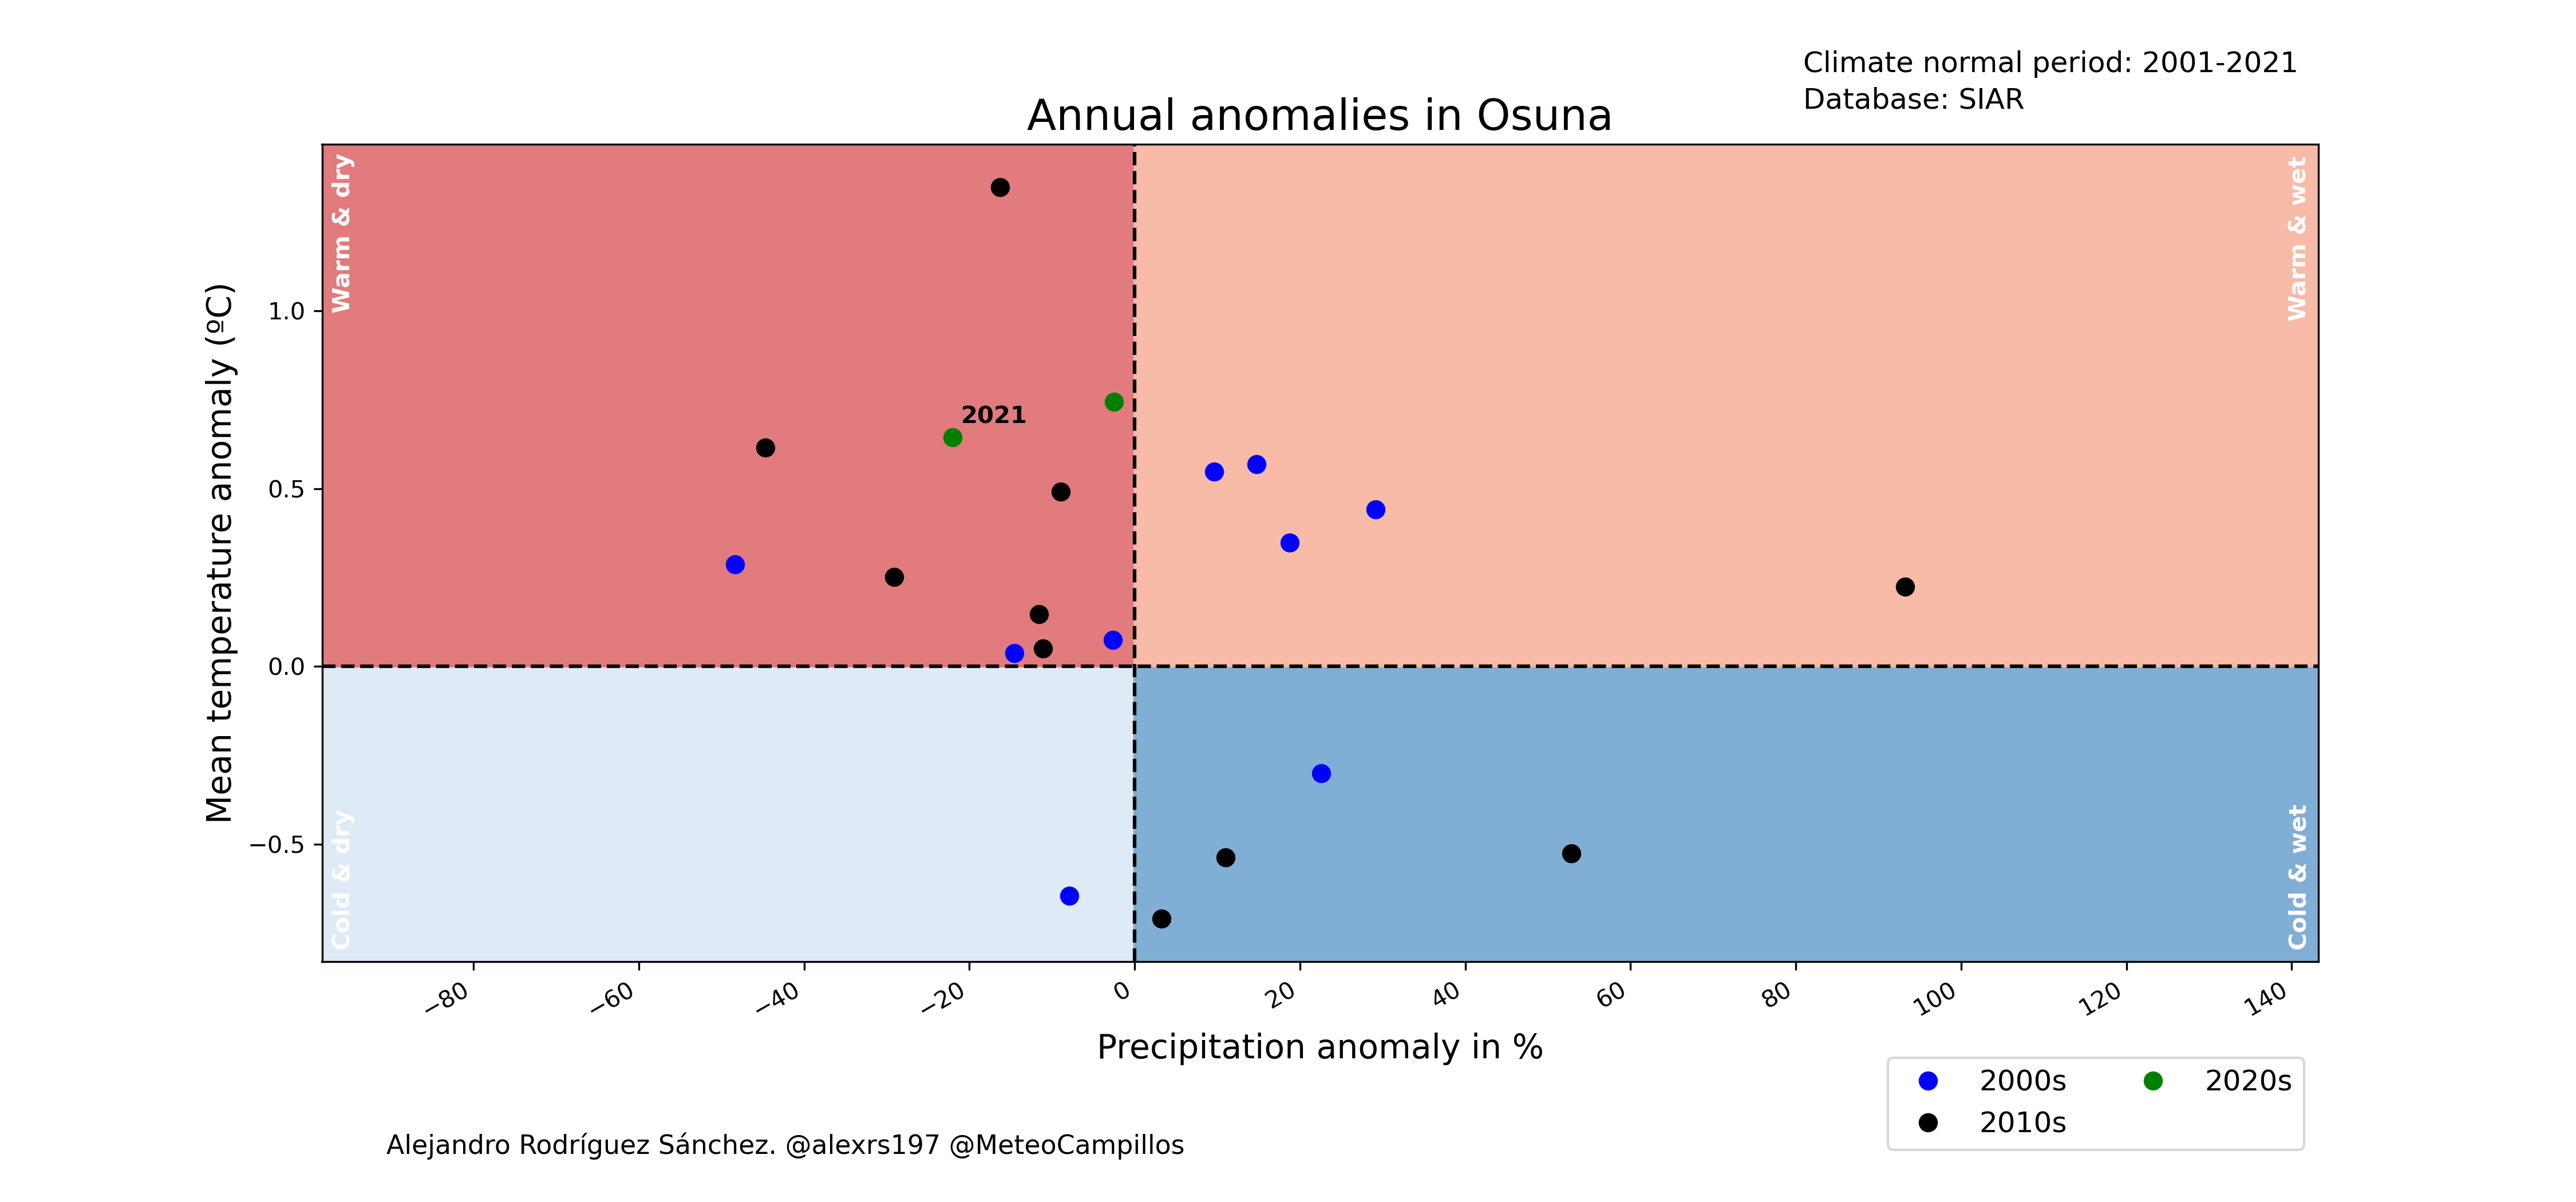 Climate normal period: 2001-2021
Database: SIAR
Annual anomalies in Osuna
Warm & dry
Warm & wet
Mean temperature anomaly (ºC)
1.0
0.5
0.0
−0.5
2021
Cold & dry
Cold & wet
−80
−60
−40
−20
0
20
40
60
80
100
120
140
Precipitation anomaly in %
2000s
2020s
2010s
Alejandro Rodríguez Sánchez. @alexrs197 @MeteoCampillos